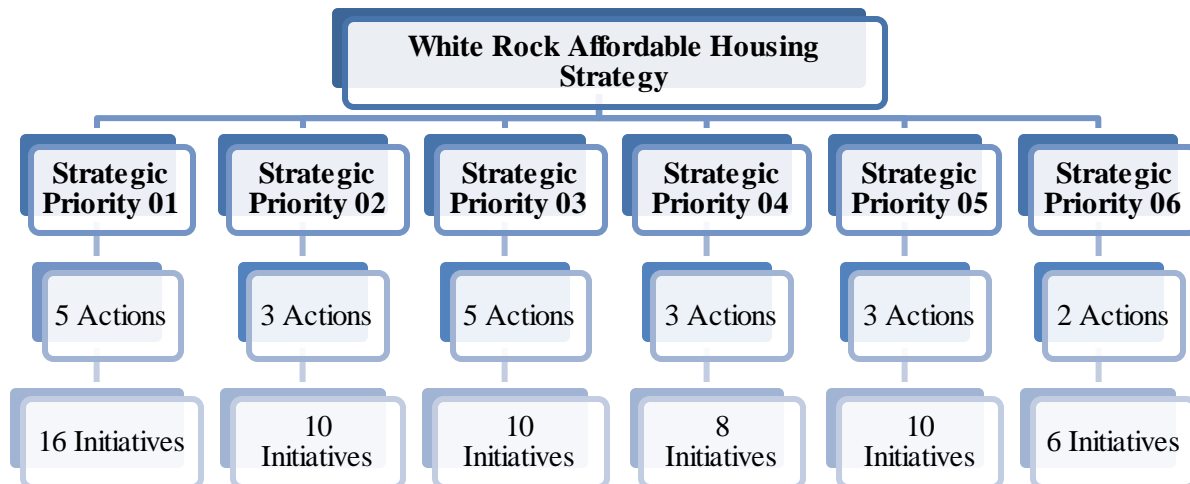 White Rock Affordable Housing
Strategy
Strategic
Priority 01
Strategic
Priority 02
Strategic
Priority 03
Strategic
Priority 04
Strategic
Priority 05
Strategic
Priority 06
5 Actions
3 Actions
5 Actions
3 Actions
3 Actions
2 Actions
16 Initiatives
10
Initiatives
10
Initiatives
8
Initiatives
10
Initiatives
6 Initiatives